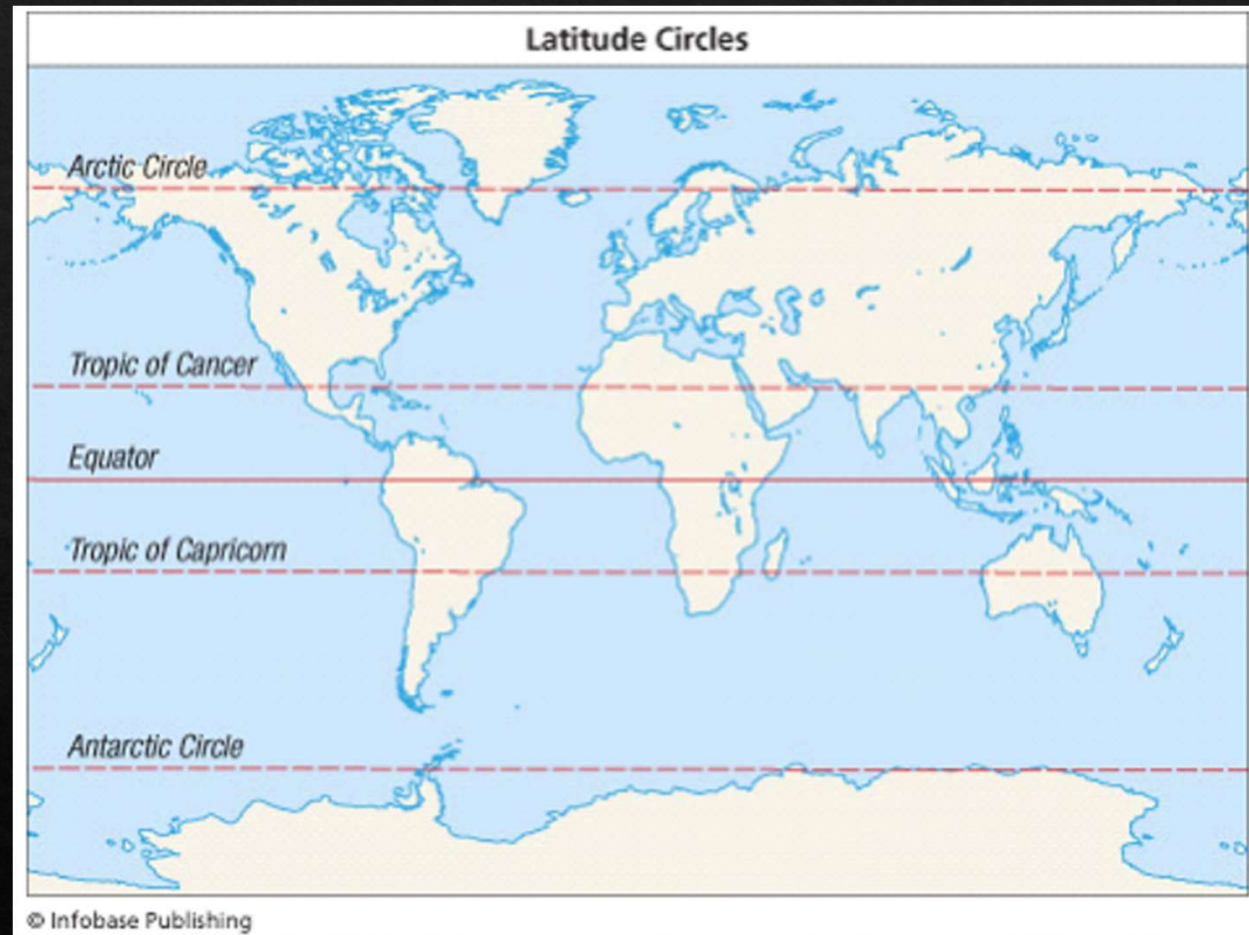 Latitude Circles
Arctic Circle
Tropic of Cancer
Equator
Tropic of Capricorn
Antarctic Circle
© Infobase Publishing